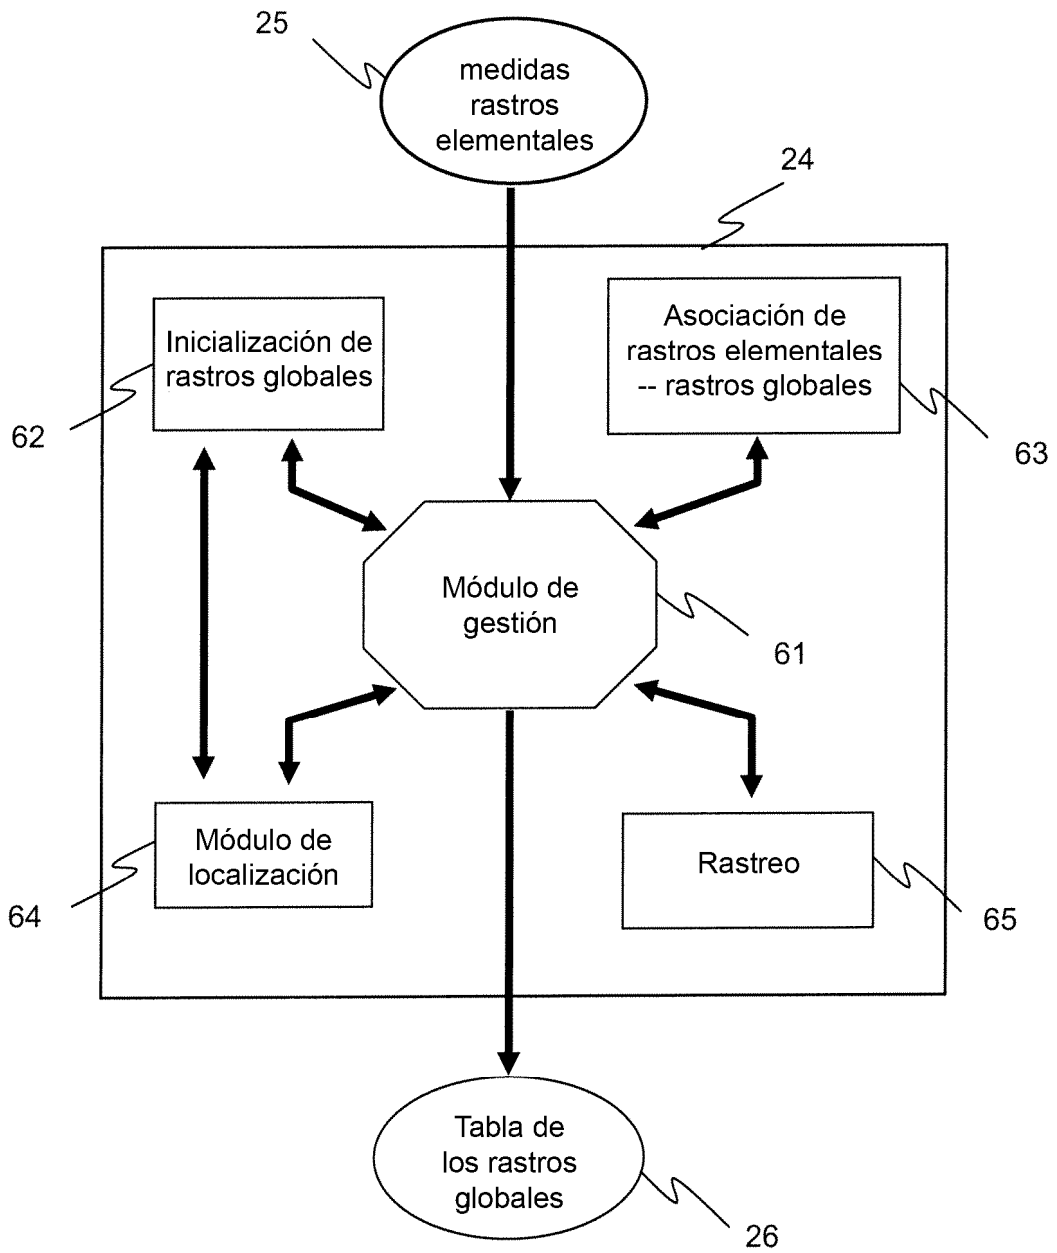 25
medidas
rastros
elementales
24
Inicialización de
rastros globales
Asociación de
rastros elementales
-- rastros globales
62
63
Módulo de
gestión
61
Módulo de
localización
Rastreo
64
65
Tabla de
los rastros
globales
26